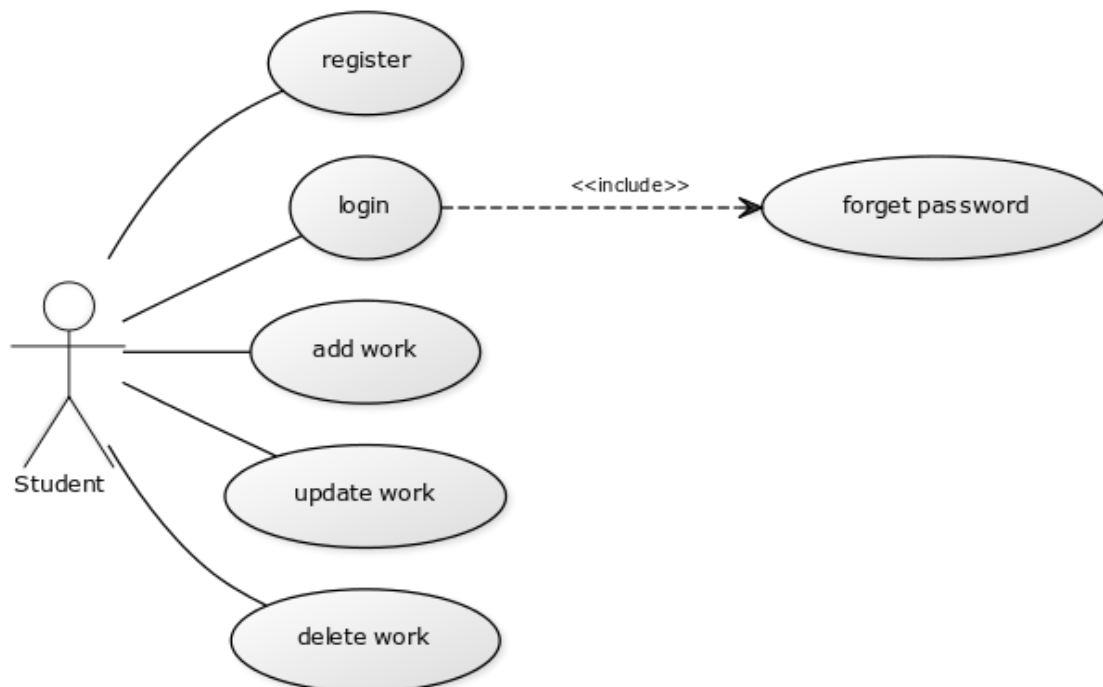 register
login
<<include>>
forget password
add work
update work
Student
delete work